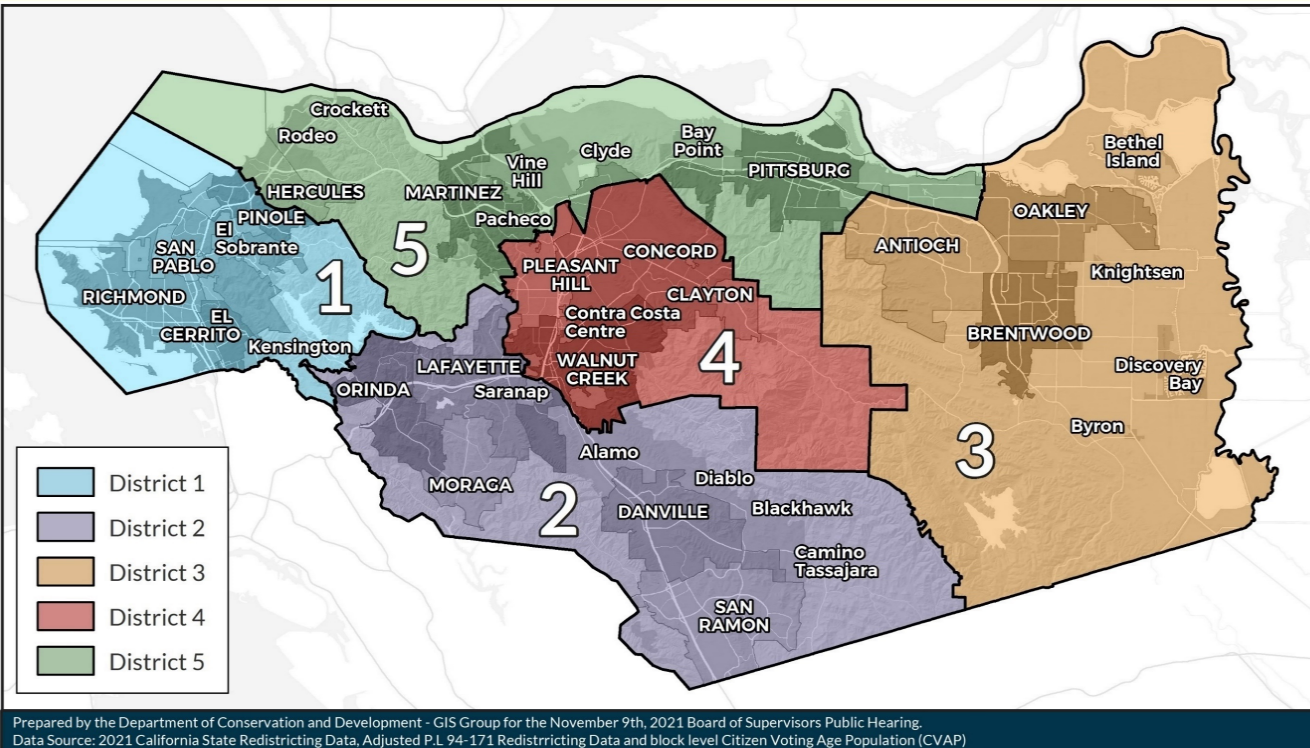 Crockett
Rodeo
HERCULES
PINOLE
El
Sobrante
SAN
PABLO
RICHMOND
EL
CERRITO
Kensington
1
MARTINEZ
Vine
Hill
Pacheco
Clyde
Bay
Point
PITTSBURG
5
PLEASANT
HILL
CONCORD
CLAYTON
Contra Costa
Centre
WALNUT
CREEK
4
ORINDA
LAFAYETTE
Saranap
MORAGA
Alamo
Diablo
DANVILLE
Blackhawk
Camino
Tassajara
SAN
RAMON
2
Bethel
Island
OAKLEY
ANTIOCH
Knightsen
BRENTWOOD
Discovery
Bay
Byron
3
District 1
District 2
District 3
District 4
District 5
Prepared by the Department of Conservation and Development - GIS Group for the November 9th, 2021 Board of Supervisors Public Hearing.
Data Source: 2021 California State Redistricting Data, Adjusted P.L 94-171 Redistrricting Data and block level Citizen Voting Age Population (CVAP)